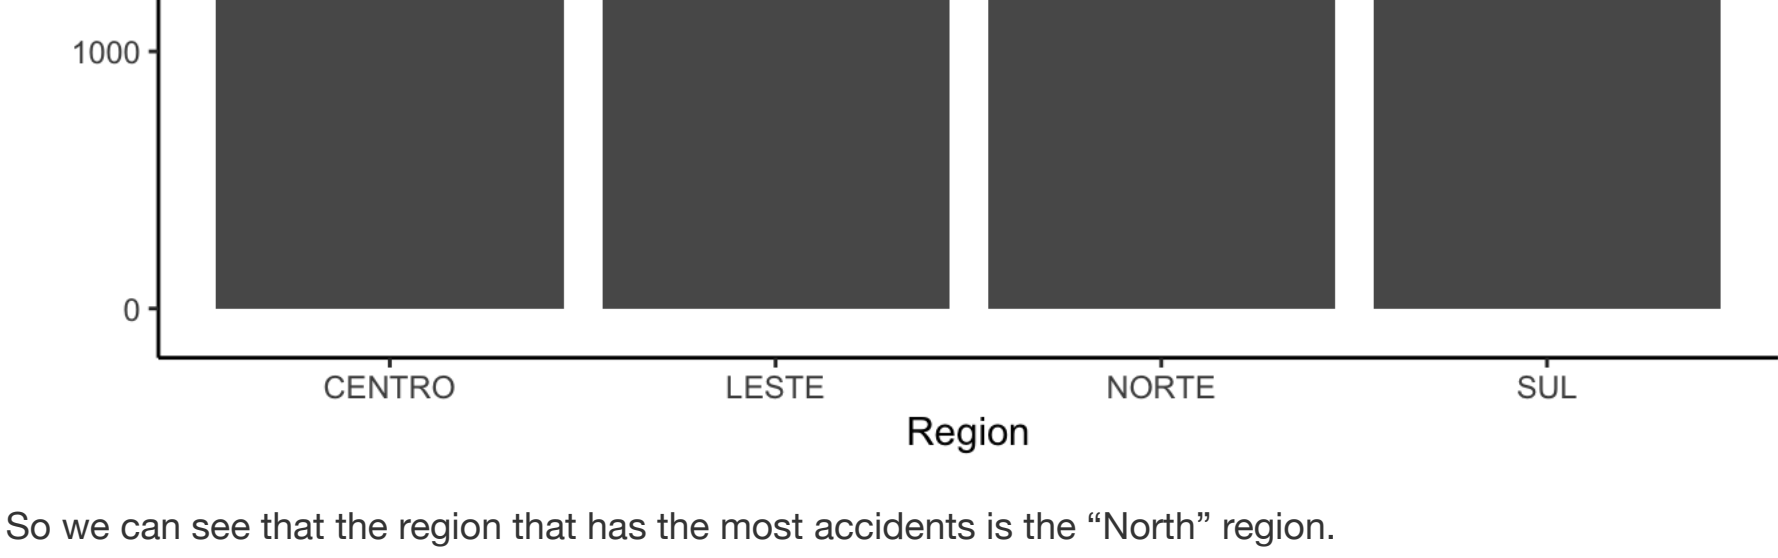 1000
0
CENTRO LESTE NORTE SUL
Region
So we can see that the region that has the most accidents is the “North” region.